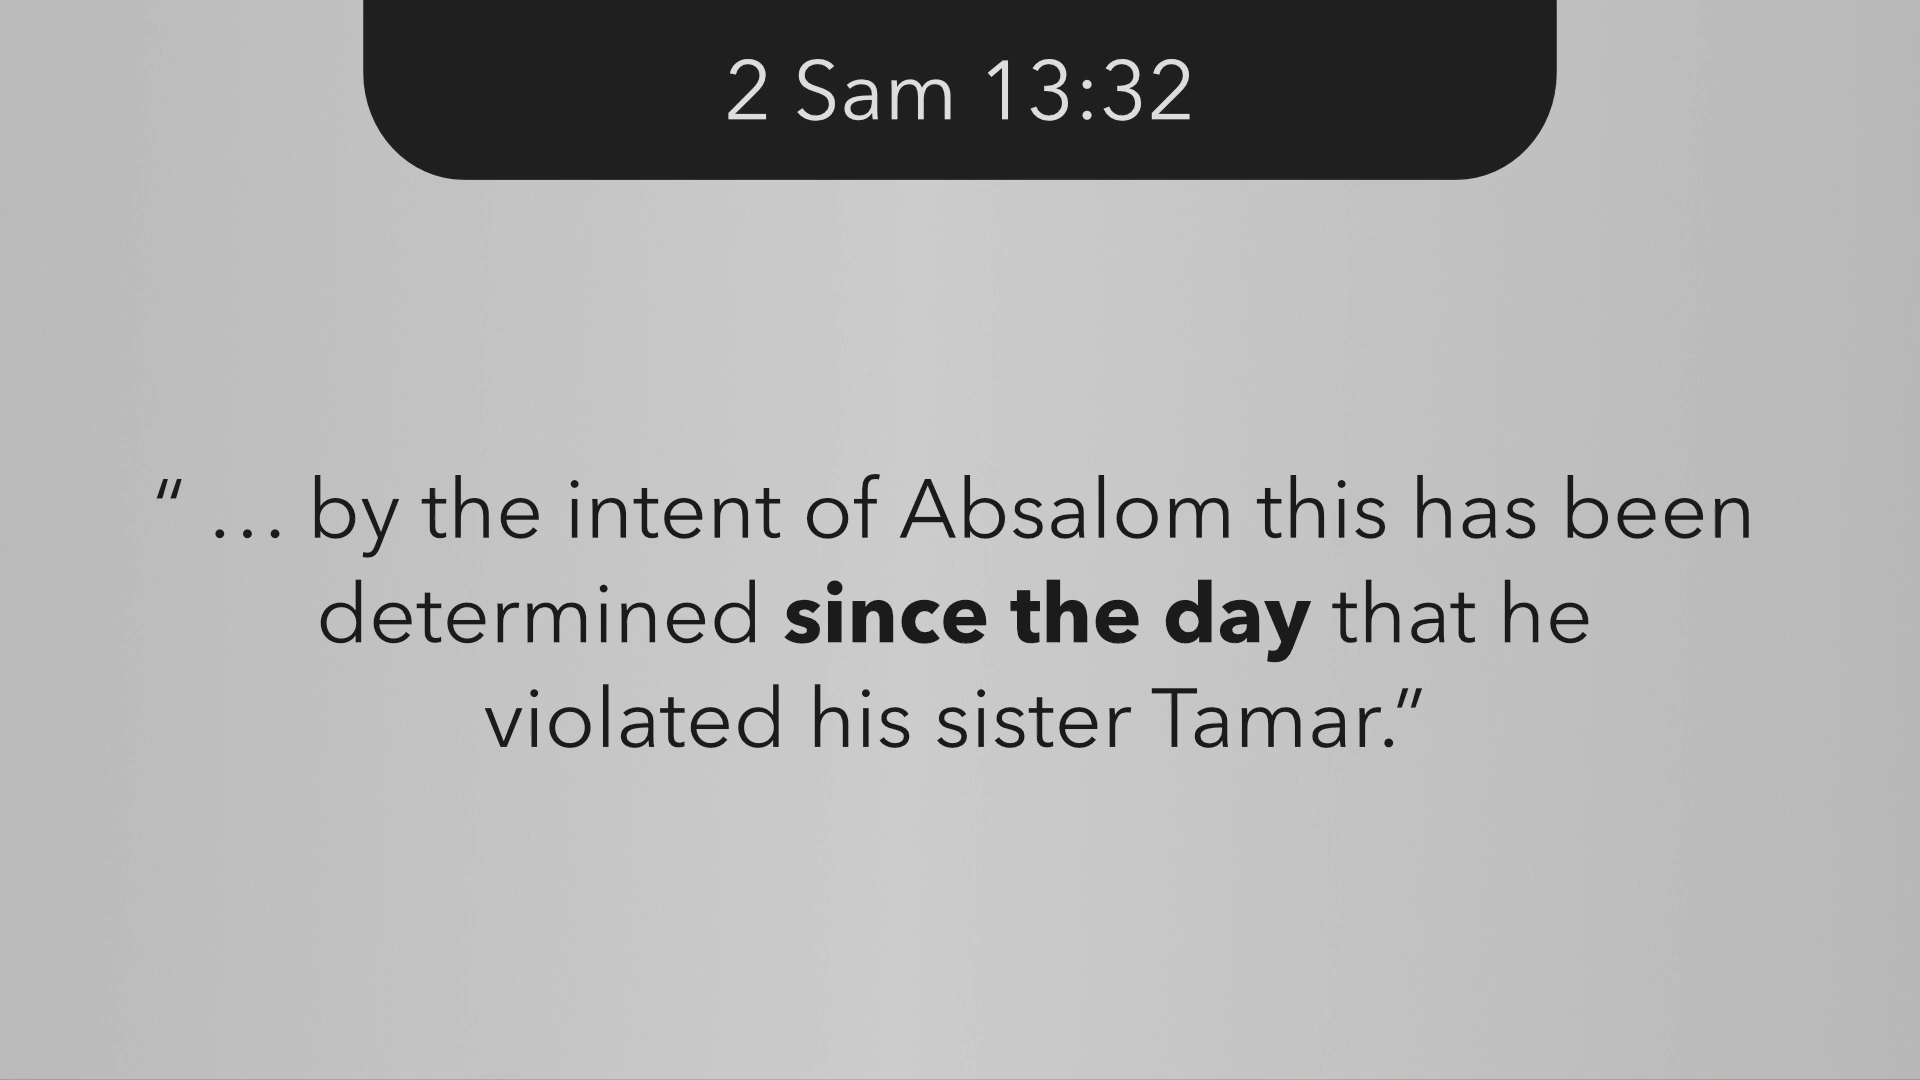 2 Sam 13:32
“ … by the intent of Absalom this has been
determined since the day that he
violated his sister Tamar.”